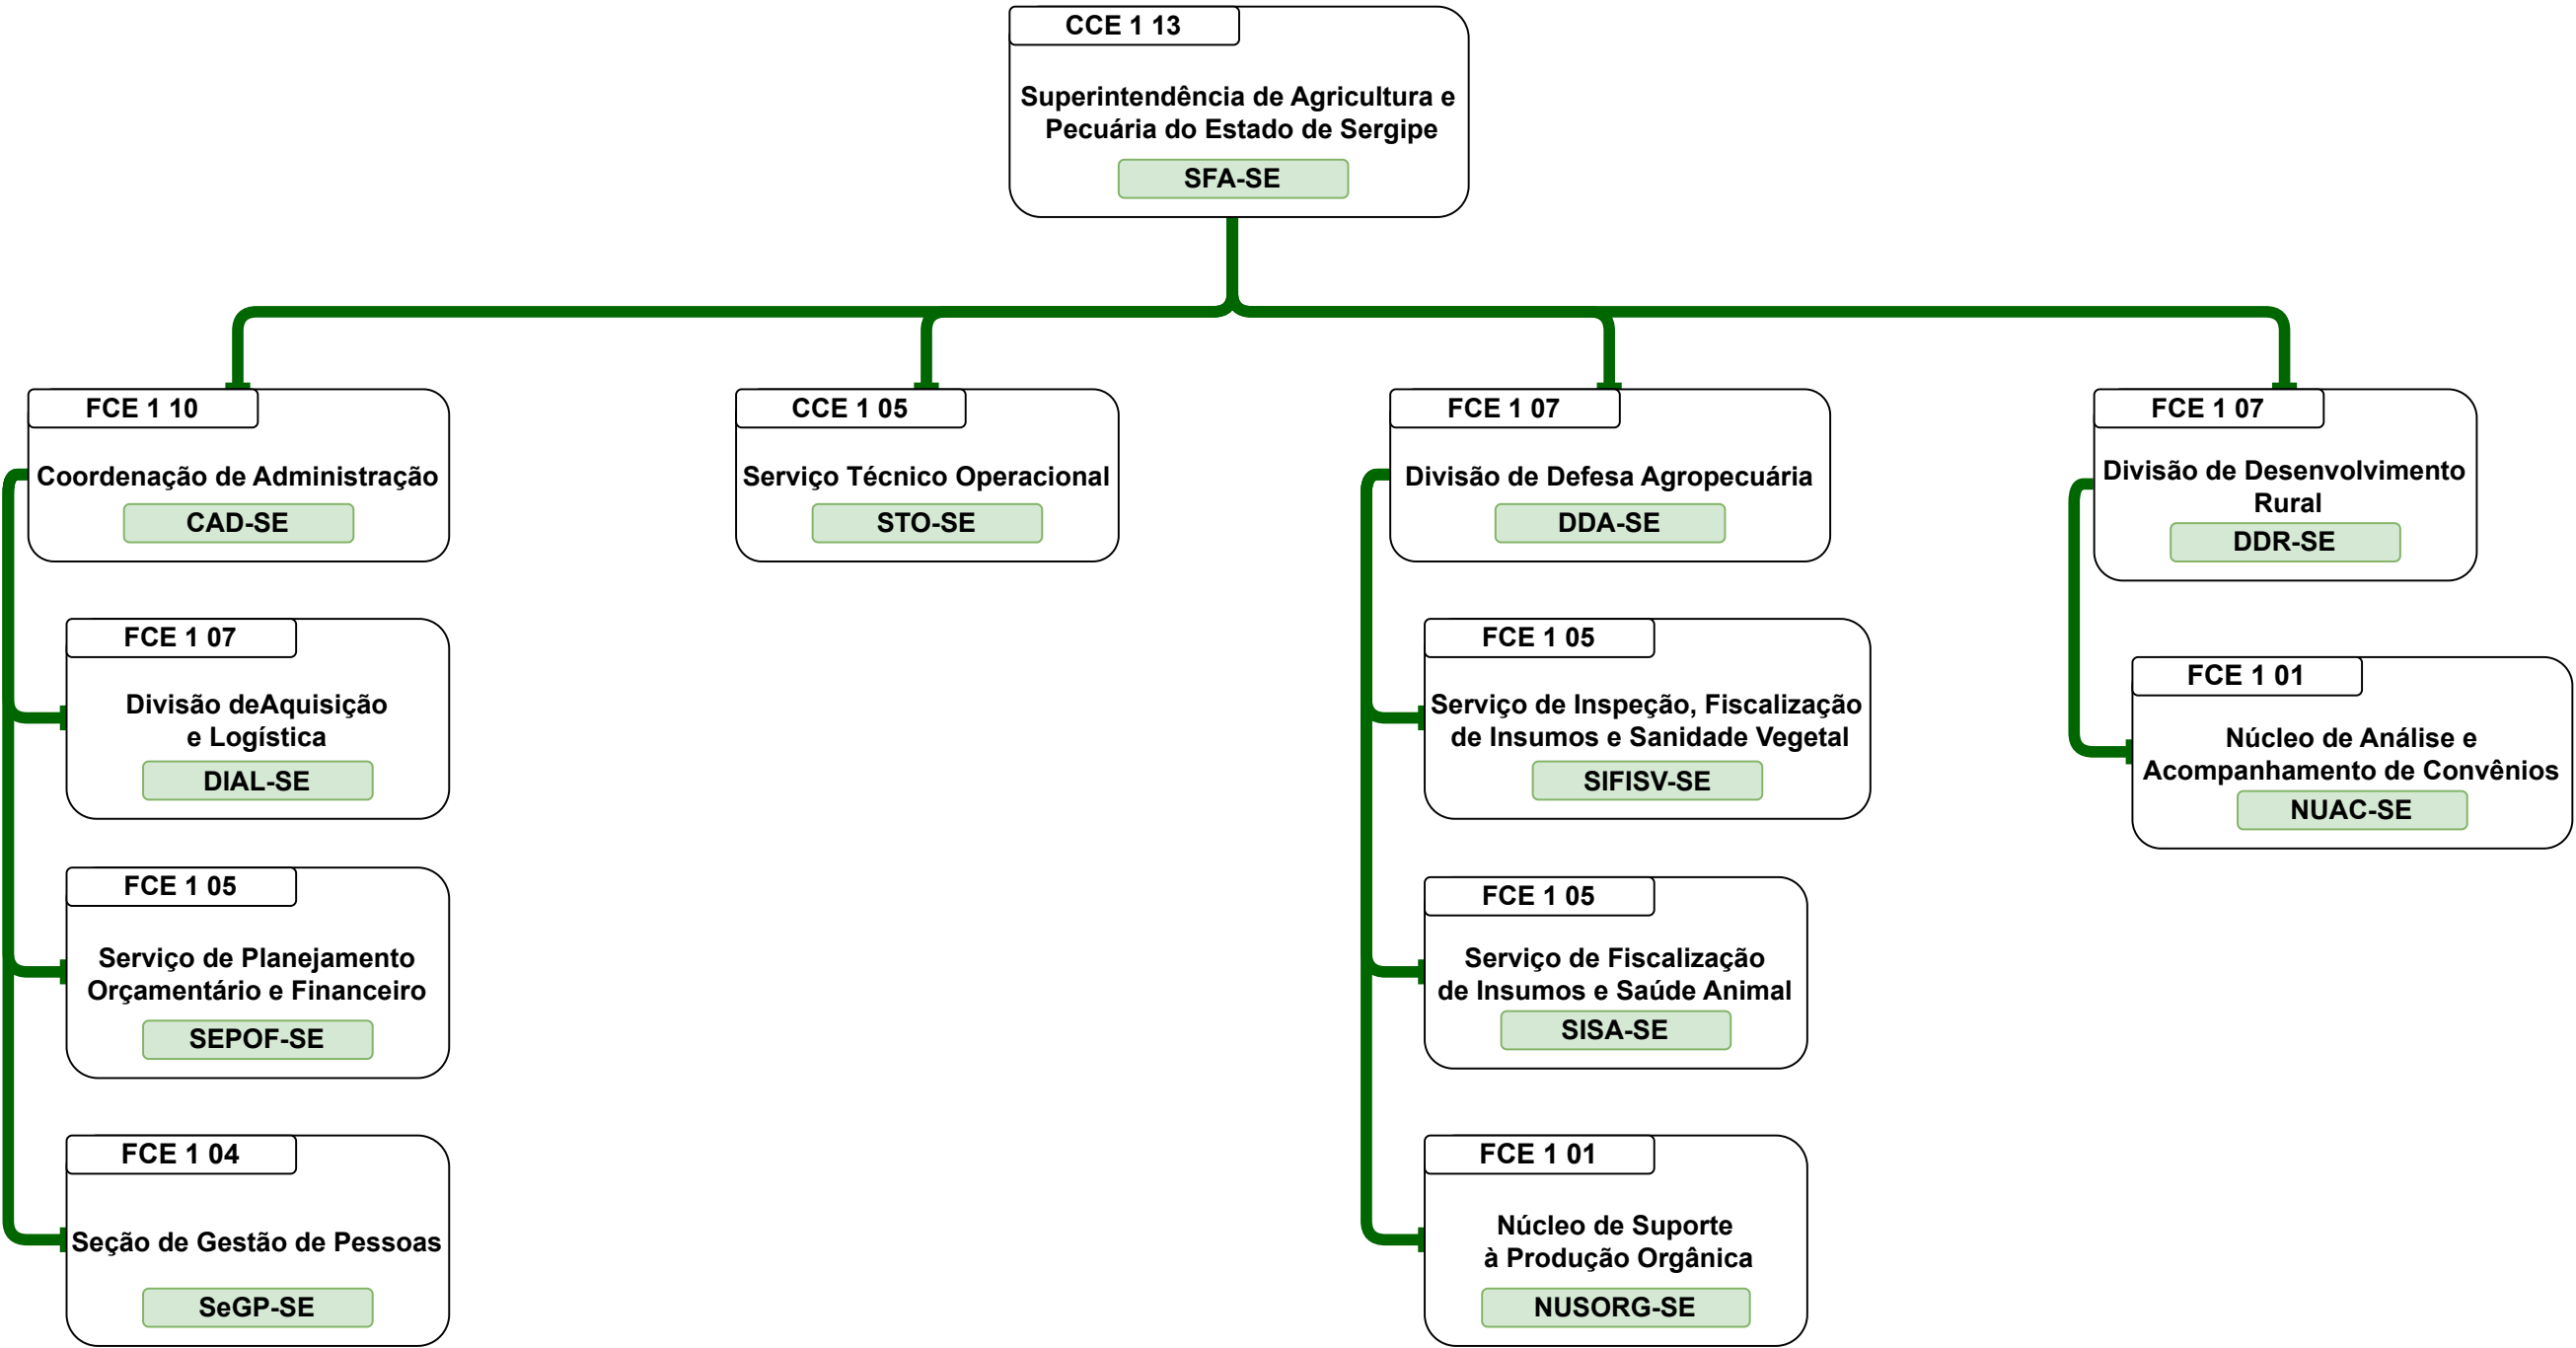 CCE 1 13
Superintendência de Agricultura e
Pecuária do Estado de Sergipe
SFA-SE
FCE 1 10
Coordenação de Administração
CAD-SE
FCE 1 07
Divisão deAquisição
e Logística
DIAL-SE
FCE 1 05
Serviço de Planejamento
Orçamentário e Financeiro
SEPOF-SE
FCE 1 04
Seção de Gestão de Pessoas
SeGP-SE
CCE 1 05
Serviço Técnico Operacional
STO-SE
FCE 1 07
Divisão de Defesa Agropecuária
DDA-SE
FCE 1 05
Serviço de Inspeção, Fiscalização
de Insumos e Sanidade Vegetal
SIFISV-SE
FCE 1 05
Serviço de Fiscalização
de Insumos e Saúde Animal
SISA-SE
FCE 1 01
Núcleo de Suporte
à Produção Orgânica
NUSORG-SE
FCE 1 07
Divisão de Desenvolvimento
Rural
DDR-SE
FCE 1 01
Núcleo de Análise e
Acompanhamento de Convênios
NUAC-SE